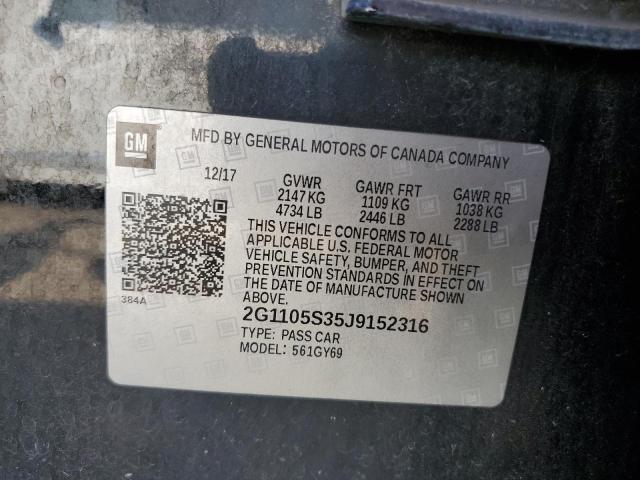 GM
MFD BY GENERAL MOTORS OF CANADA COMPANY
12/17 GVWR GAWR FRT GAWR RR
2147 KG 1109 KG 1038 KG
4734 LB 2446 LB 2288 LB
THIS VEHICLE CONFORMS TO ALL
APPLICABLE U.S. FEDERAL MOTOR
VEHICLE SAFETY, BUMPER, AND THEFT
PREVENTION STANDARDS IN EFFECT ON
THE DATE OF MANUFACTURE SHOWN
ABOVE.
384A
2G1105S35J9152316
TYPE: PASS CAR
MODEL: 561GY69